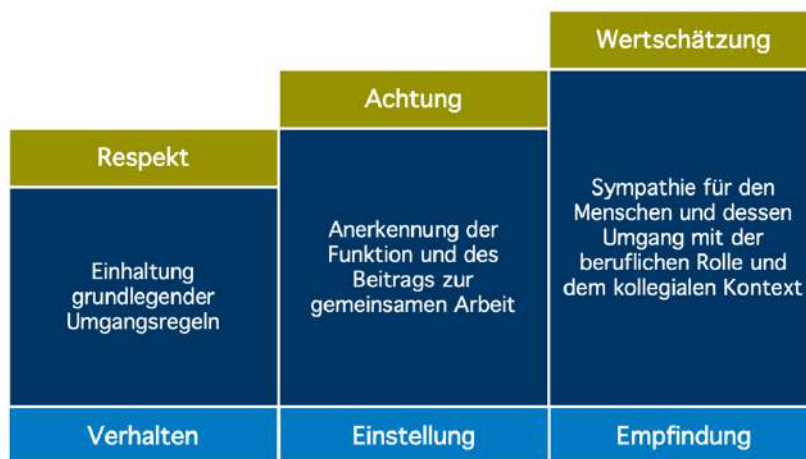 Respekt
Einhaltung
grundlegender
Umgangsregeln
Verhalten
Achtung
Anerkennung der
Funktion und des
Beitrags zur
gemeinsamen Arbeit
Einstellung
Wertschätzung
Sympathie für den
Menschen und dessen
Umgang mit der
beruflichen Rolle und
dem kollegialen Kontext
Empfindung